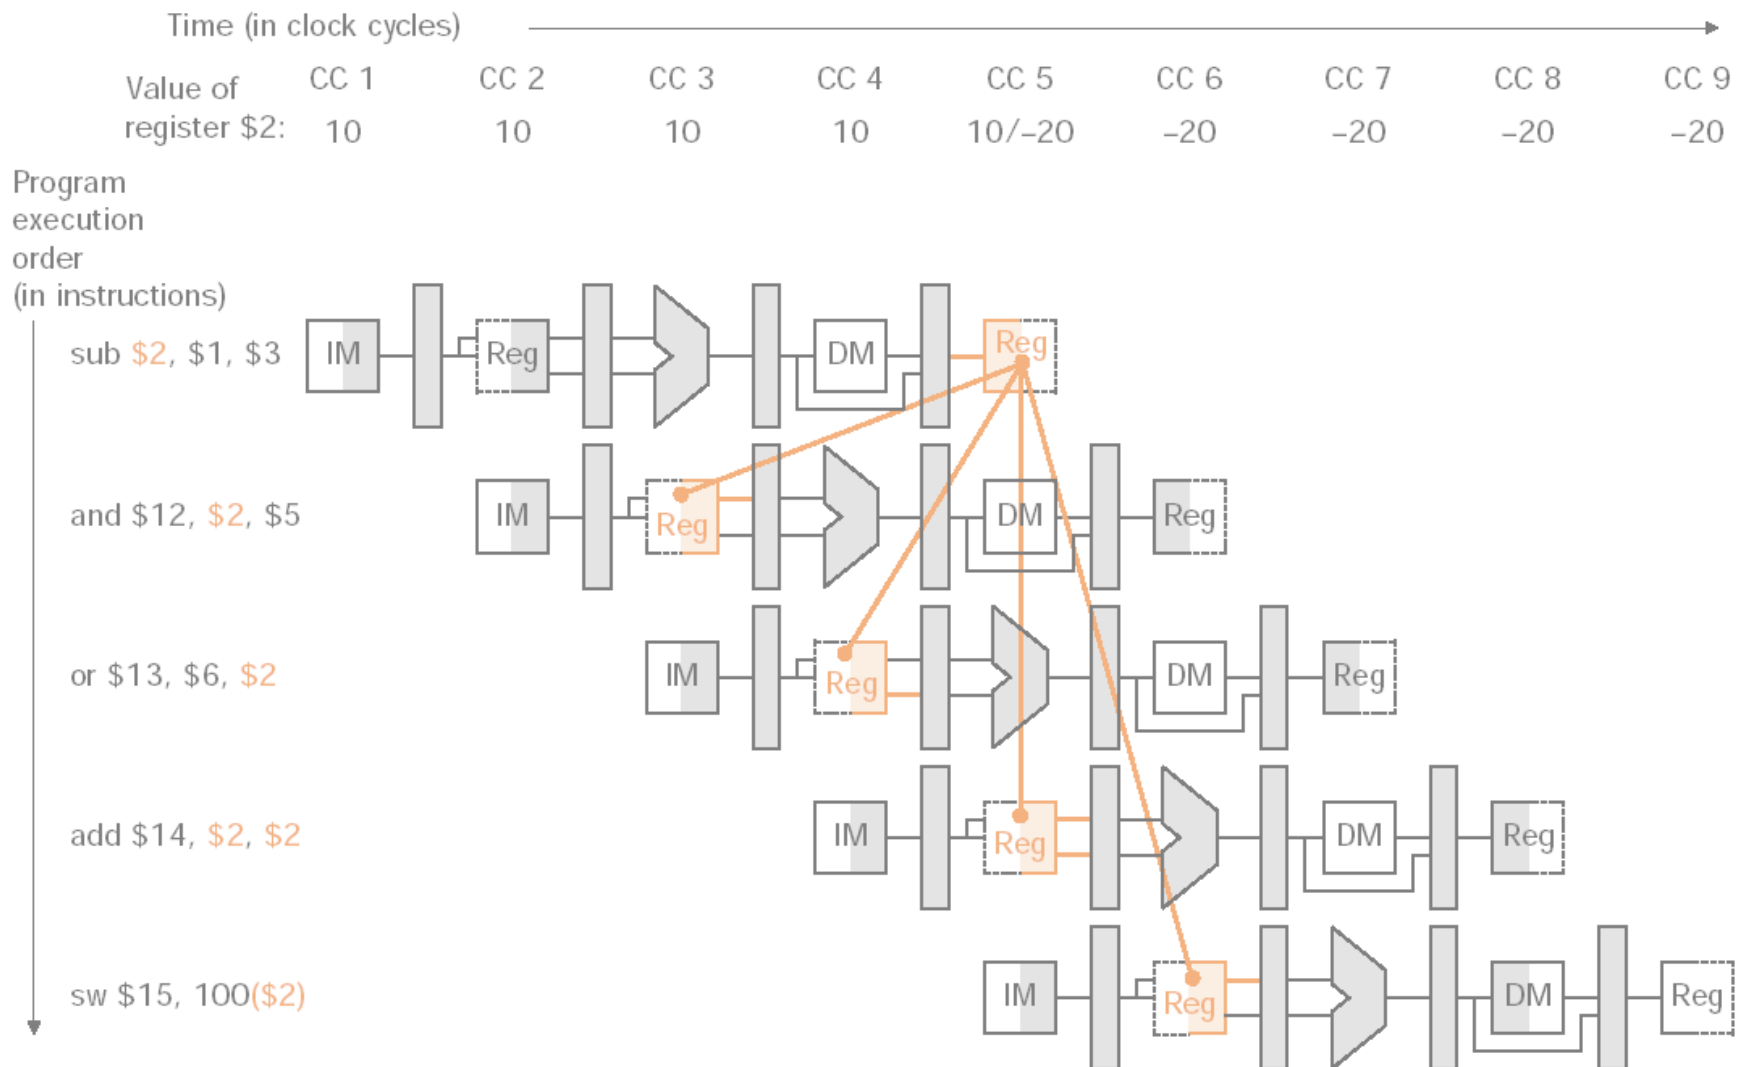 Time (in clock cycles)
CC 1 CC 2 CC 3 CC 4 CC 5 CC 6 CC 7 CC 8 CC 9
Value of
register $2:
10 10 10 10 10/–20 –20 –20 –20 –20
Program
execution
order
(in instructions)
sub $2, $1, $3 IM Reg DM Reg
and $12, $2, $5 IM Reg DM Reg
or $13, $6, $2 IM Reg DM Reg
add $14, $2, $2 IM Reg DM Reg
sw $15, 100($2) IM Reg DM Reg